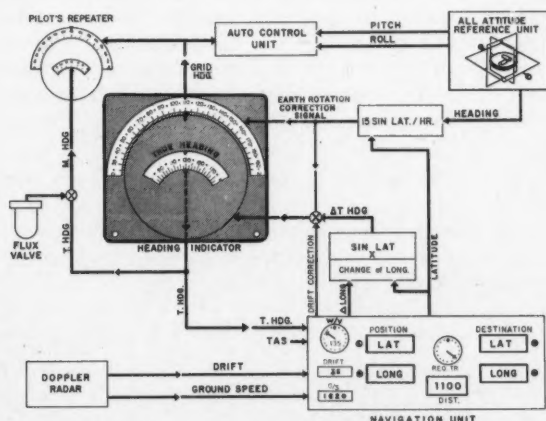 PILOT'S REPEATER
AUTO CONTROL
UNIT
PITCH
ROLL
ALL ATTITUDE
REFERENCE UNIT
GRID
HDG.
EARTH ROTATION
CORRECTION
SIGNAL
15 SIN LAT. / HR.
HEADING
M. HDG
TRUE HEADING
FLUX
VALVE
T. HDG
HEADING INDICATOR
ΔT HDG
SIN LAT
X
CHANGE of LONG.
LATITUDE
DRIFT CORRECTION
Δ LONG
T. HDG.
T. HDG.
TAS
W/V
135
POSITION
LAT
LONG
DESTINATION
LAT
LONG
REQ. TR.
1100
DIST.
DRIFT
G/S
1620
DOPPLER
RADAR
DRIFT
GROUND SPEED
NAVIGATION UNIT